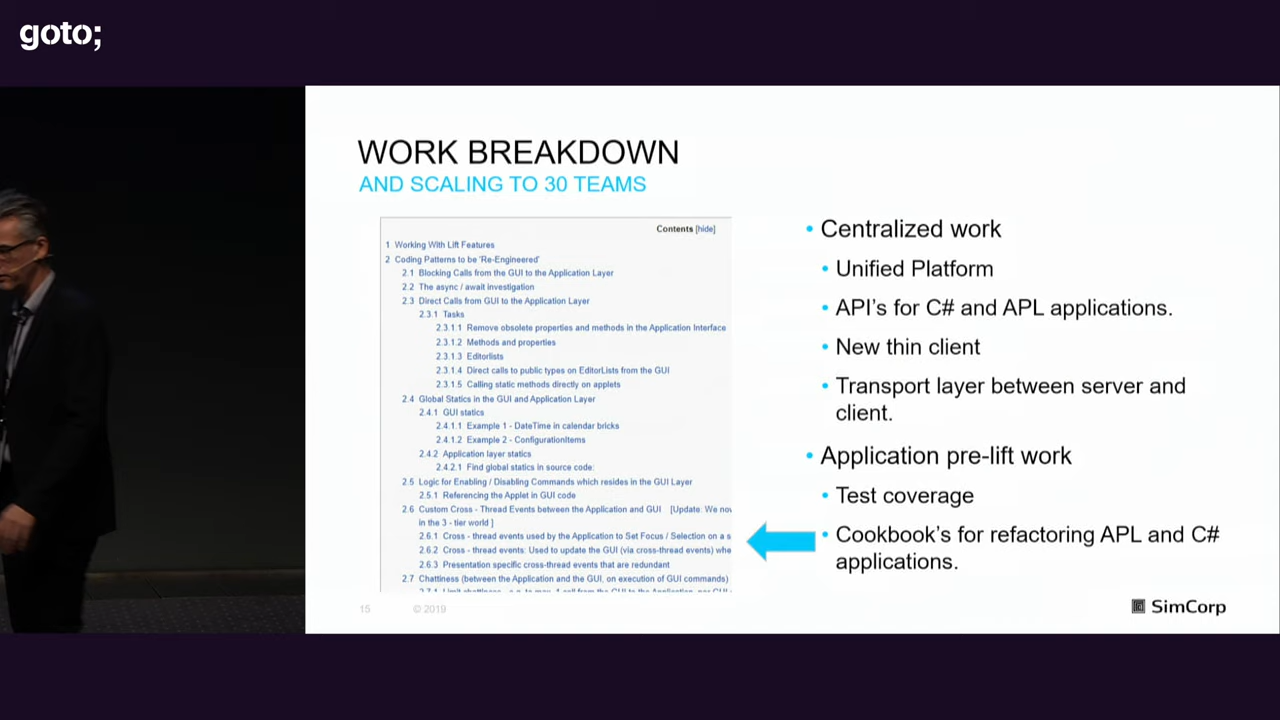 goto;
WORK BREAKDOWN
AND SCALING TO 30 TEAMS
Contents [hide]
1 Working With Lift Features
2 Coding Patterns to be 'Re-Engineered'
2.1 Blocking Calls from the GUI to the Application Layer
2.2 The async / await investigation
2.3 Direct Calls from GUI to the Application Layer
2.3.1 Tasks
2.3.1.1 Remove obsolete properties and methods in the Application Interface
2.3.1.2 Methods and properties
2.3.1.3 Editorlists
2.3.1.4 Direct calls to public types on EditorLists from the GUI
2.3.1.5 Calling static methods directly on applets
2.4 Global Statics in the GUI and Application Layer
2.4.1 GUI statics
2.4.1.1 Example 1 - DateTime in calendar bricks
2.4.1.2 Example 2 - ConfigurationItems
2.4.2 Application layer statics
2.4.2.1 Find global statics in source code:
2.5 Logic for Enabling / Disabling Commands which resides in the GUI Layer
2.5.1 Referencing the Applet in GUI code
2.6 Custom Cross - Thread Events between the Application and GUI [Update: We now
in the 3 - tier world ]
2.6.1 Cross - thread events used by the Application to Set Focus / Selection on a s
2.6.2 Cross - thread events: Used to update the GUI (via cross-thread events) whe
2.6.3 Presentation specific cross-thread events that are redundant
2.7 Chattiness (between the Application and the GUI, on execution of GUI commands)
• Centralized work
• Unified Platform
• API's for C# and APL applications.
• New thin client
• Transport layer between server and
client.
• Application pre-lift work
• Test coverage
• Cookbook's for refactoring APL and C#
applications.
15 © 2019
SimCorp